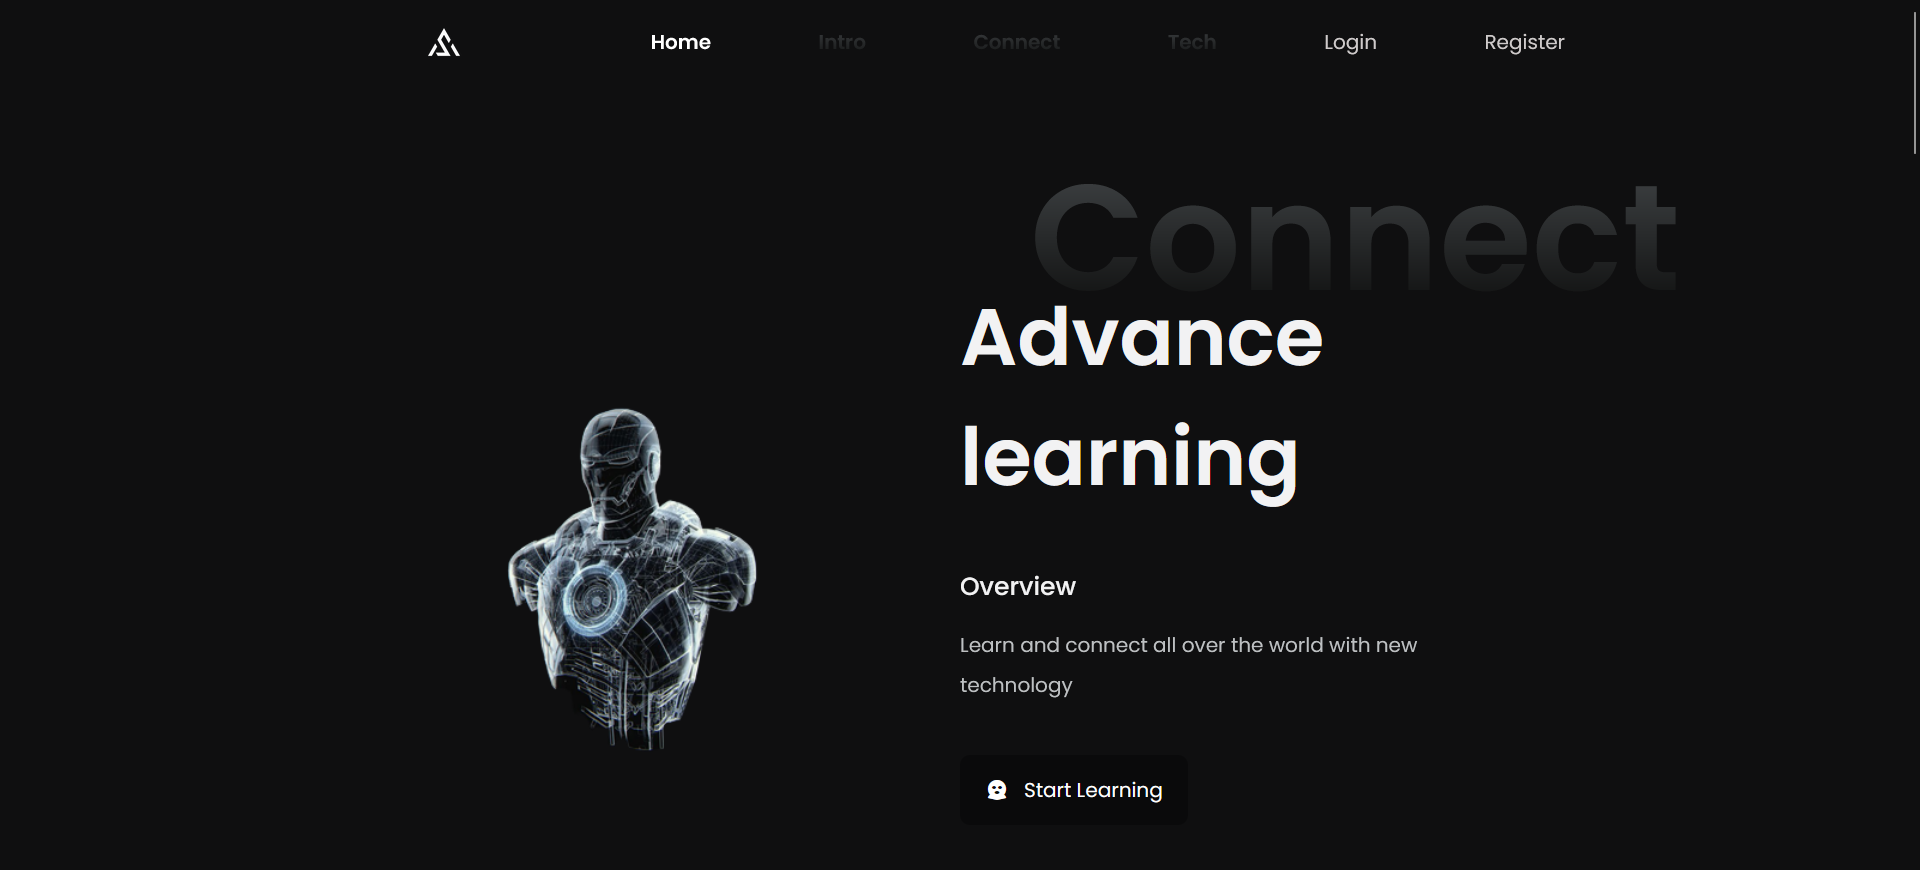 Home Intro Connect Tech Login Register
Connect
Advance
learning
Overview
Learn and connect all over the world with new
technology
Start Learning